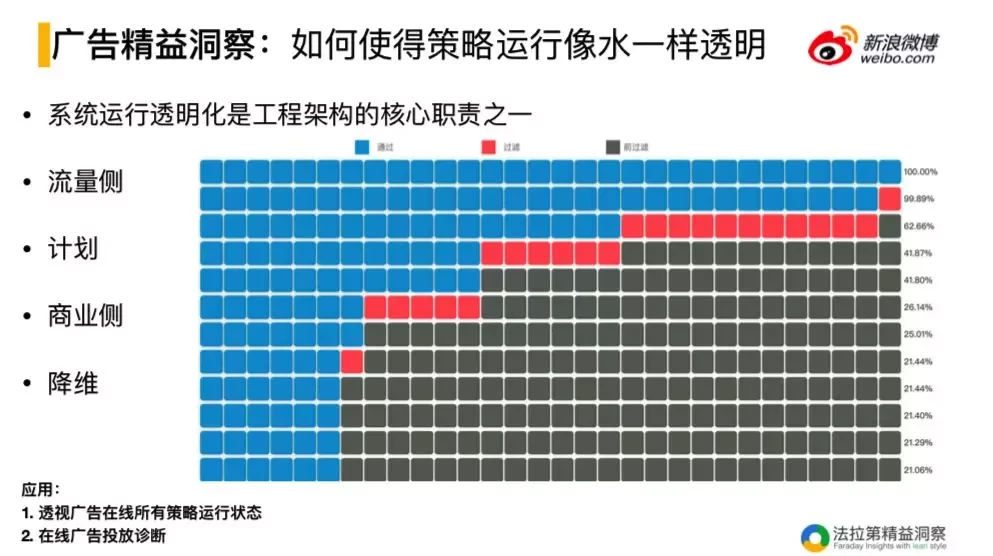 广告精益洞察：如何使得策略运行像水一样透明
新浪微博
weibo.com
• 系统运行透明化是工程架构的核心职责之一
通过 过滤 前过滤
• 流量侧
• 计划
• 商业侧
• 降维
100.00%
99.89%
62.66%
41.87%
41.80%
26.14%
25.01%
21.44%
21.44%
21.40%
21.29%
21.06%
应用：
1. 透视广告在线所有策略运行状态
2. 在线广告投放诊断
法拉第精益洞察
Faraday Insights with lean style